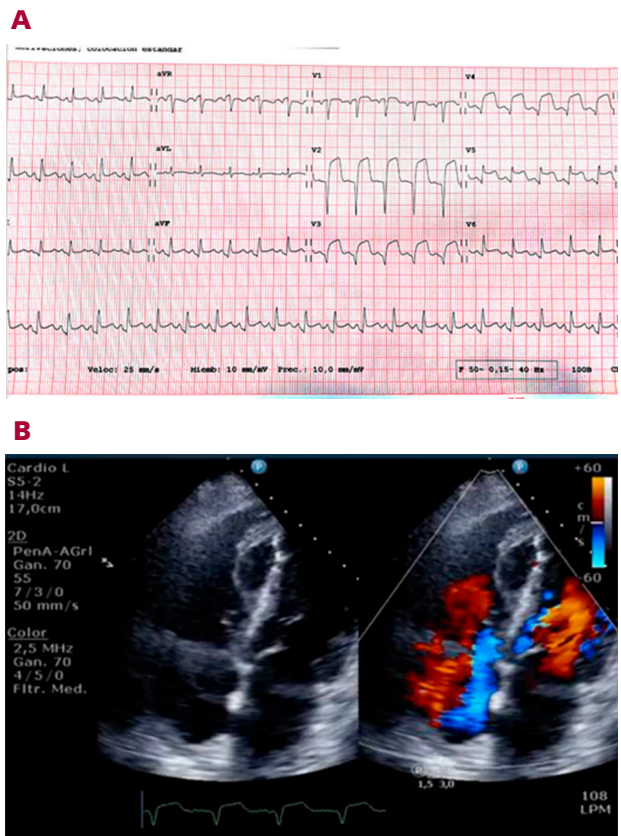 A
derivaciones; colocación estándar
aVR
V1
V4
aVL
V2
V5
aVF
V3
V6
pos:
Veloc: 25 mm/s
Miemb: 10 mm/mV
Prec.: 10,0 mm/mV
F 50~ 0,15~ 40 Hz
100B
B
Cardio L
S5-2
14Hz
17,0cm
2D
PenA-AGrl
Gan. 70
55
7/3/0
50 mm/s
Color
2,5 MHz
Gan. 70
4/5/0
Fltr. Med.
P
P
+60
cm/s
-60
1,5 3,0
108
LPM